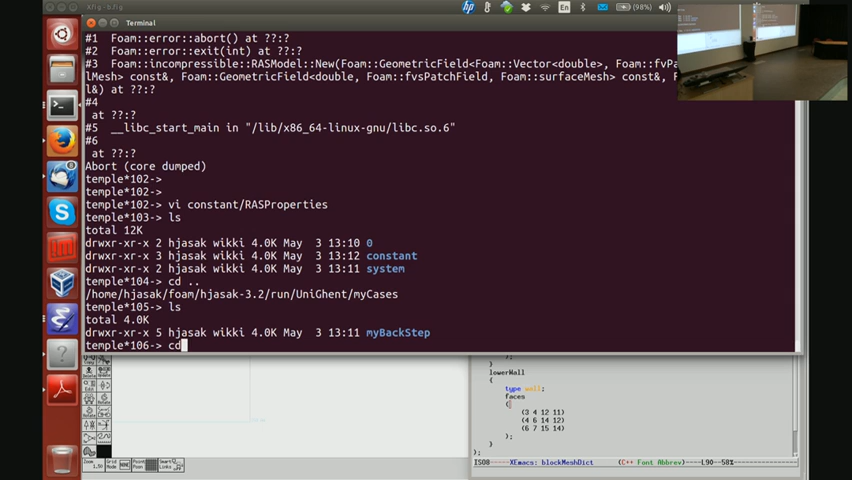 Xfig - bfig
En
(98%)
Terminal
#1  Foam::error::abort() at ??:?
#2  Foam::error::exit(int) at ??:?
#3  Foam::incompressible::RASModel::New(Foam::GeometricField<Foam::Vector<double>, Foam::fvPa
lMesh> const&, Foam::GeometricField<double, Foam::fvsPatchField, Foam::surfaceMesh> const&,
l&) at ??:?
#4
 at ??:?
#5  __libc_start_main in "/lib/x86_64-linux-gnu/libc.so.6"
#6
 at ??:?
Abort (core dumped)
temple*102->
temple*102->
temple*102-> vi constant/RASProperties
temple*103-> ls
total 12K
drwxr-xr-x 2 hjasak wikki 4.0K May  3 13:10 0
drwxr-xr-x 3 hjasak wikki 4.0K May  3 13:12 constant
drwxr-xr-x 2 hjasak wikki 4.0K May  3 13:11 system
temple*104-> cd ..
/home/hjasak/foam/hjasak-3.2/run/UniGhent/myCases
temple*105-> ls
total 4.0K
drwxr-xr-x 5 hjasak wikki 4.0K May  3 13:11 myBackStep
temple*106-> cd
);
}
lowerWall
{
type wall;
faces
(
(3 4 12 11)
(4 6 14 12)
(6 7 15 14)
);
}
);
ISO8
XEmacs: blockMeshDict
(C++ Font Abbrev)
L90--58%